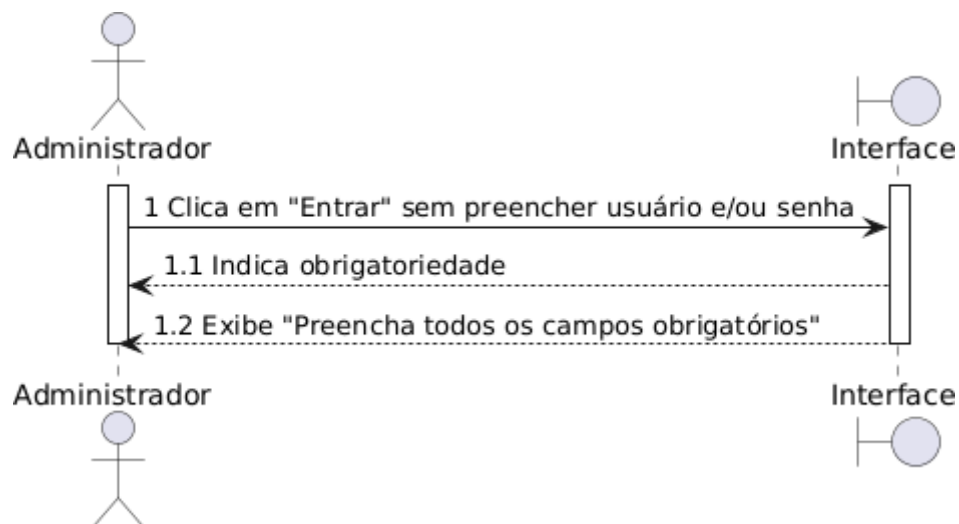 Administrador
Interface
1 Clica em "Entrar" sem preencher usuário e/ou senha
1.1 Indica obrigatoriedade
1.2 Exibe "Preencha todos os campos obrigatórios"
Administrador
Interface